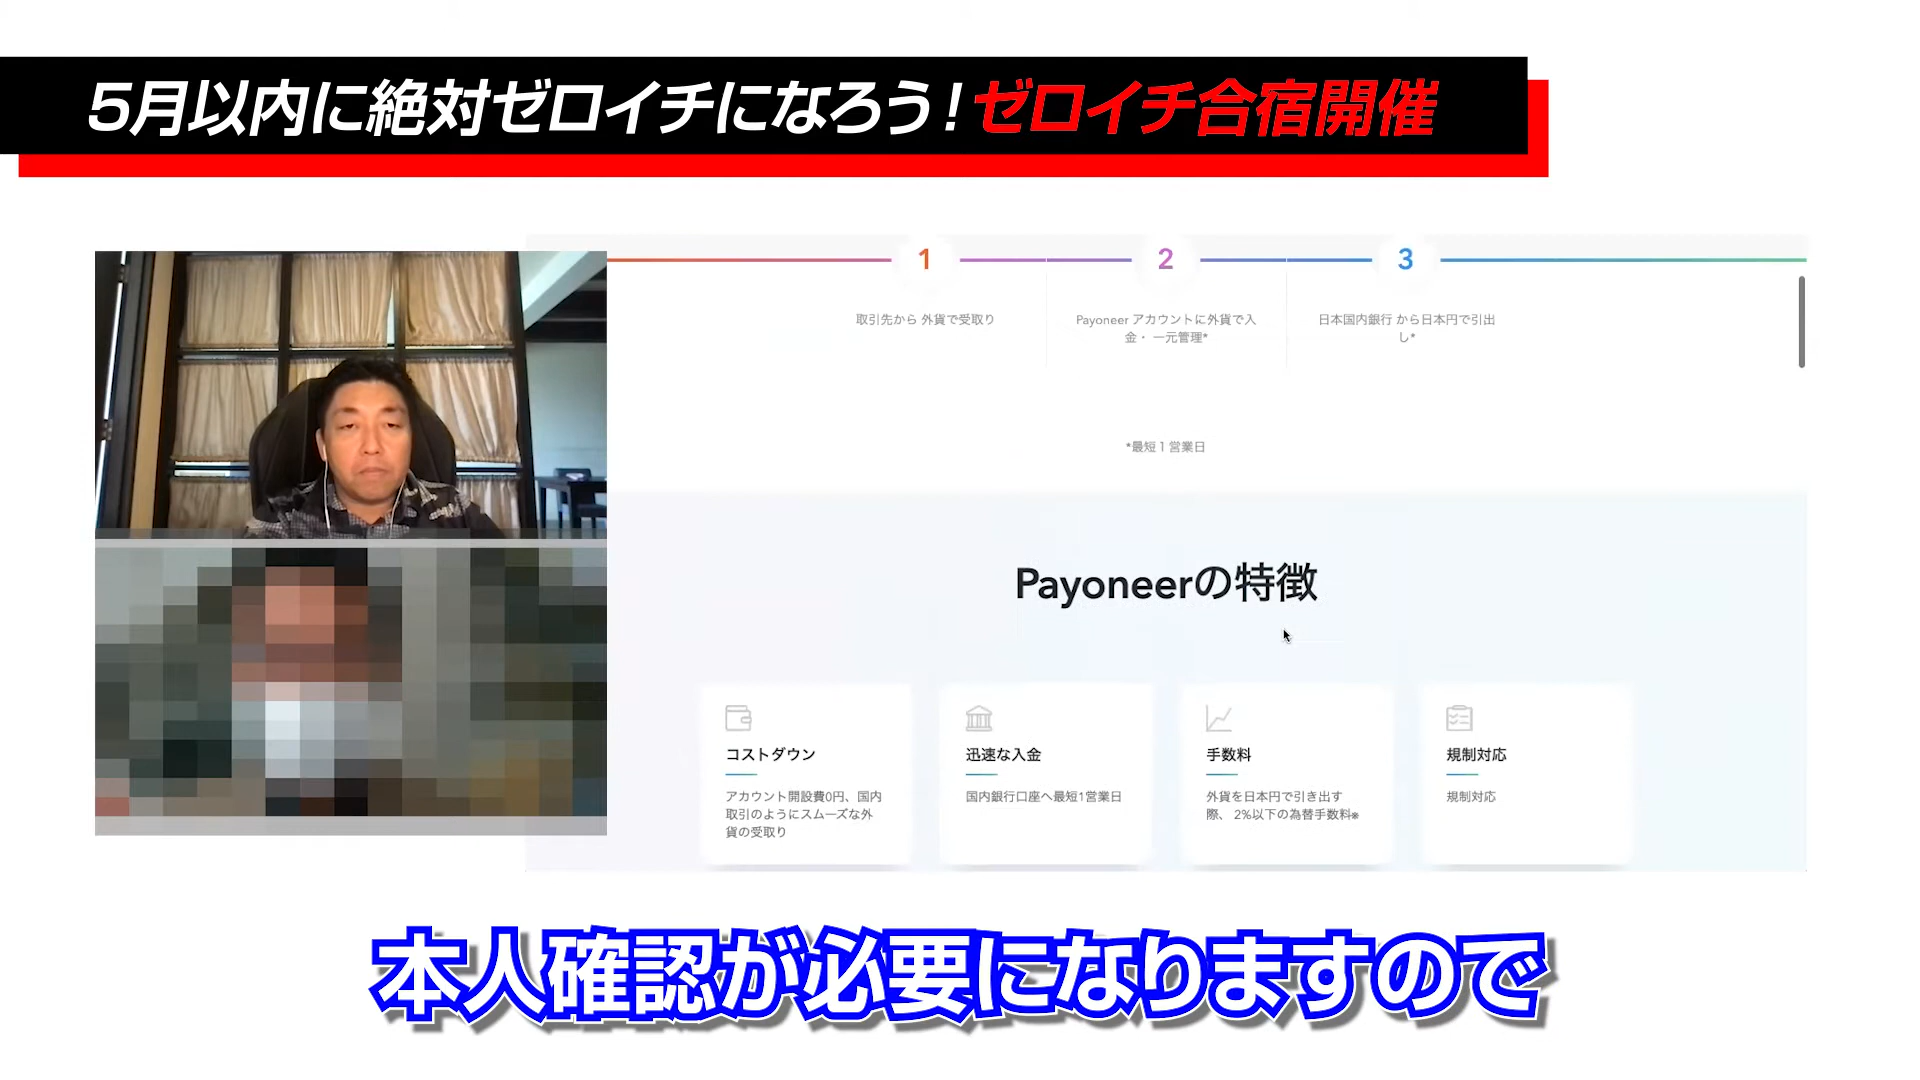 5月以内に絶対ゼロイチになろう！ゼロイチ合宿開催
1
2
3
取引先から 外貨で受取り
Payoneer アカウントに外貨で入
金・ 一元管理*
日本国内銀行 から日本円で引出
し*
*最短 1 営業日
Payoneerの特徴
コストダウン
アカウント開設費0円、国内
取引のようにスムーズな外
貨の受取り
迅速な入金
国内銀行口座へ最短1営業日
手数料
外貨を日本円で引き出す
際、 2%以下の為替手数料※
規制対応
規制対応
本人確認が必要になりますので